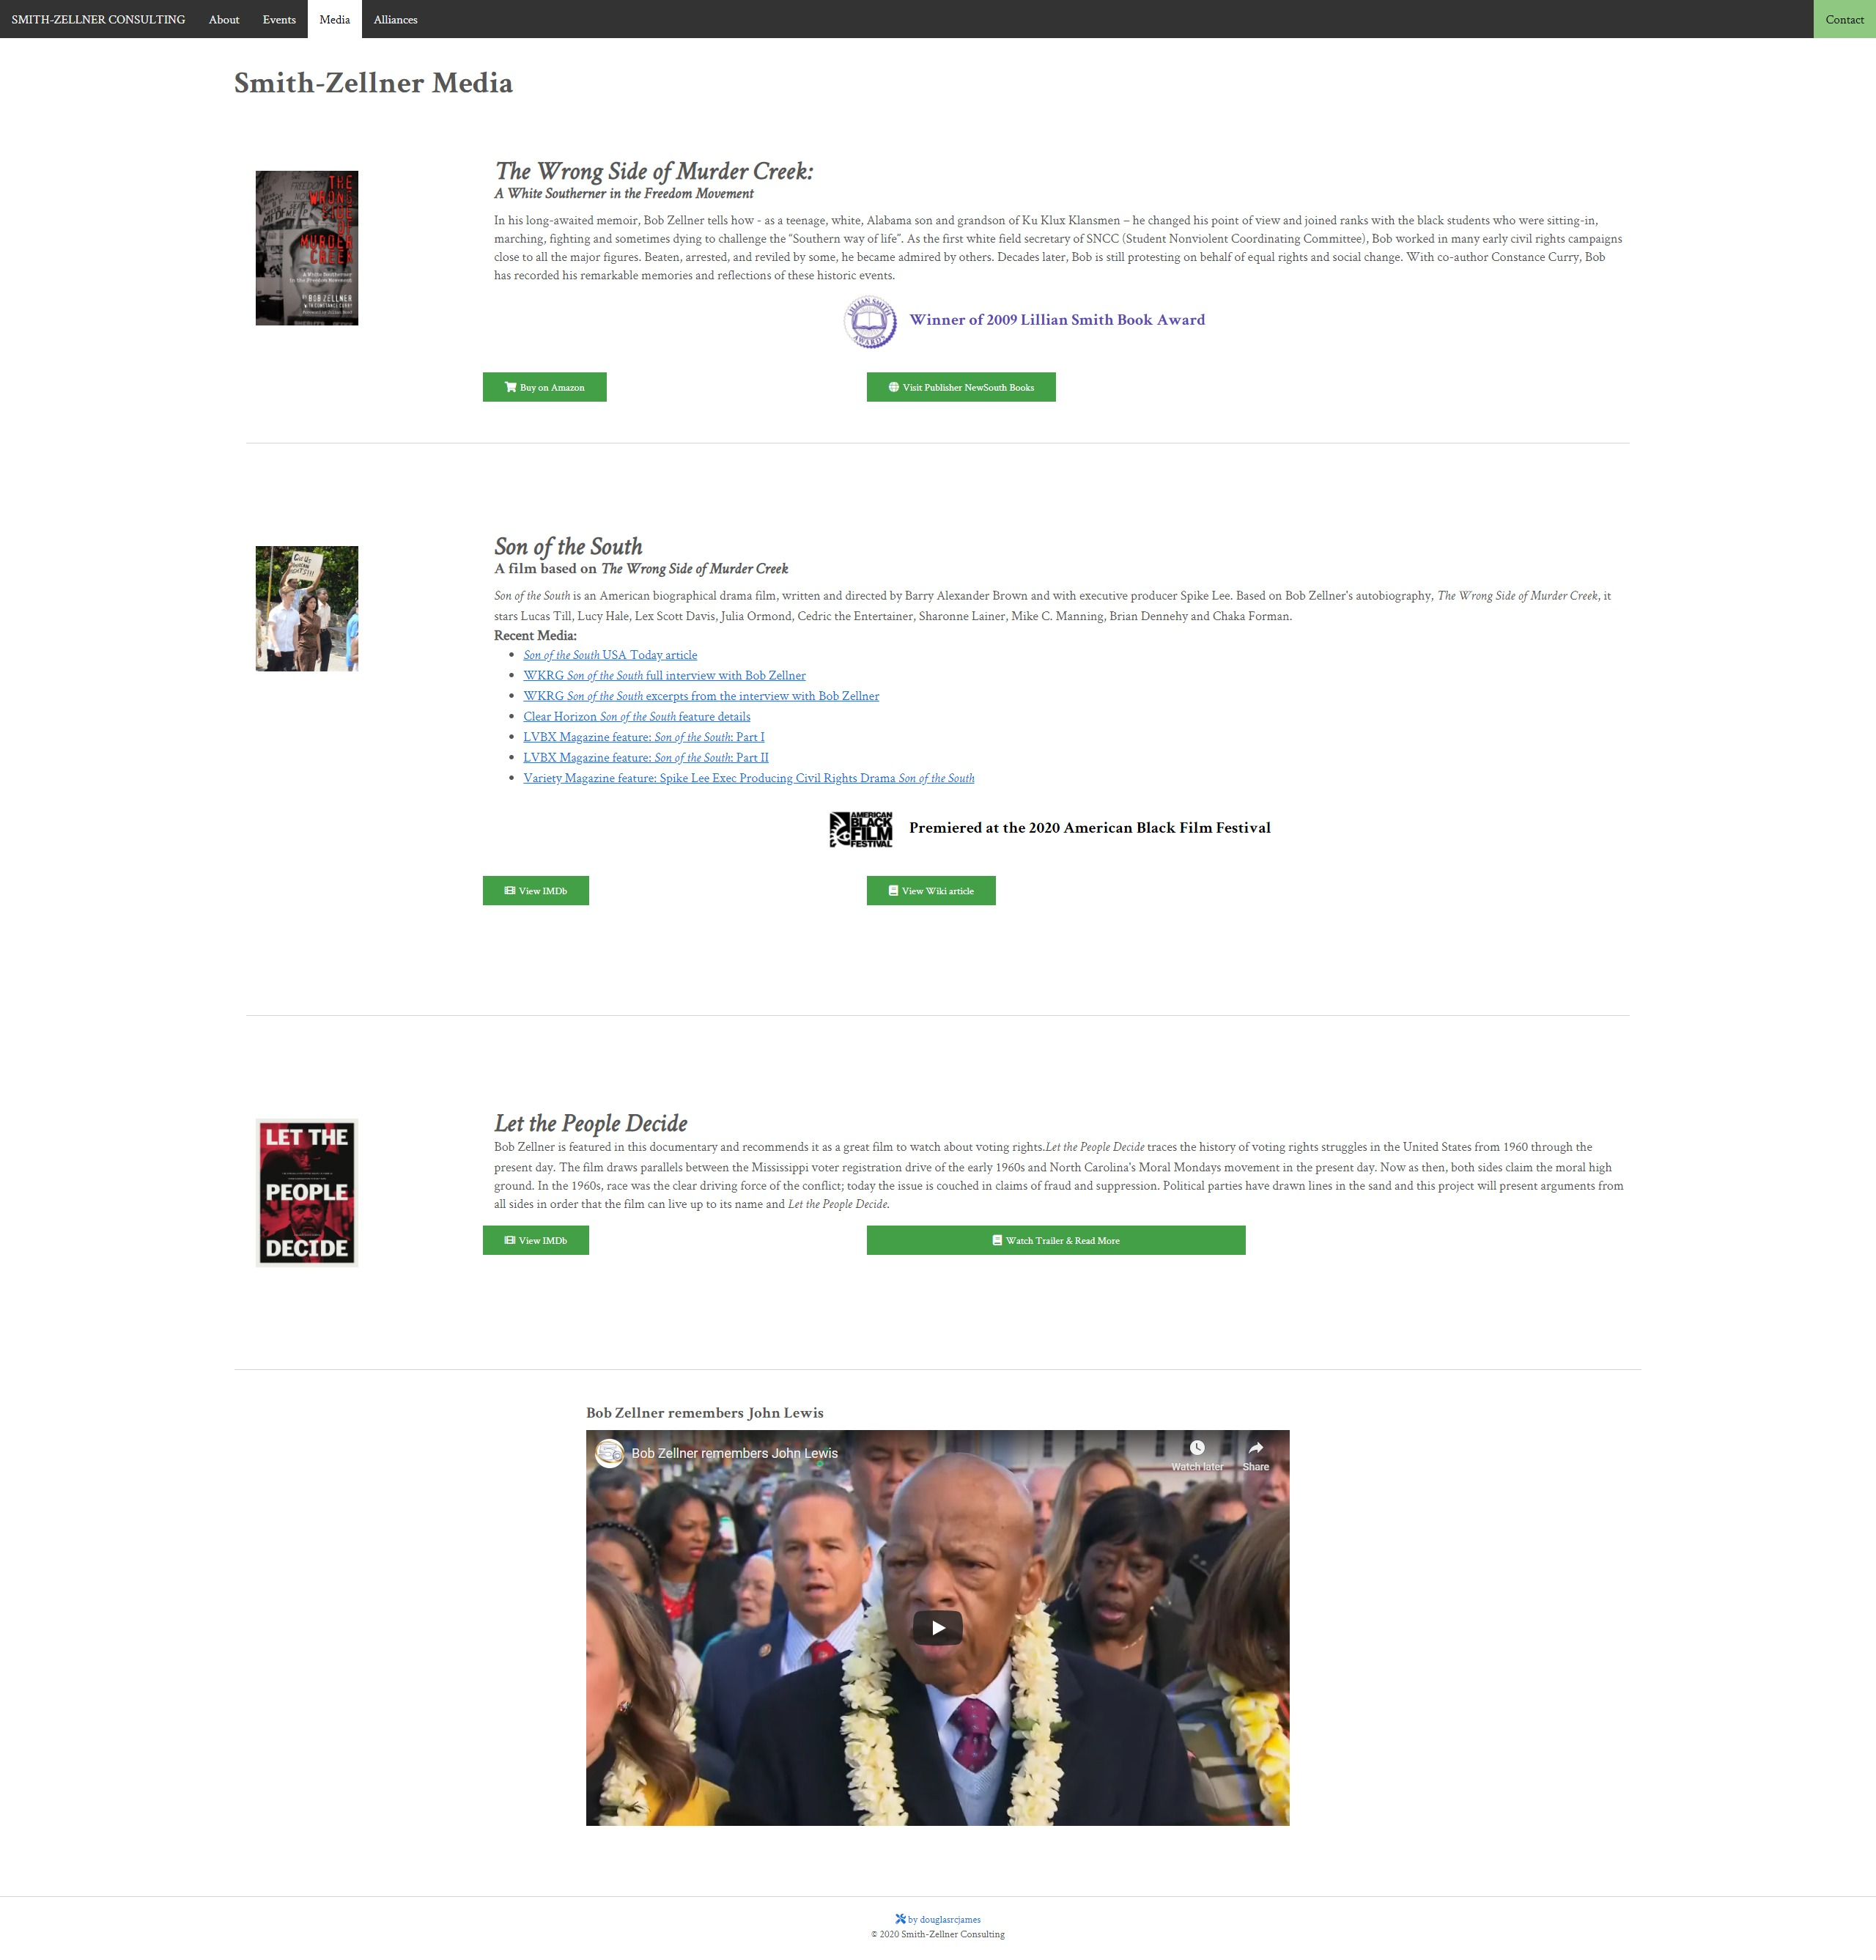 SMITH-ZELLNER CONSULTING About Events Media Alliances Contact
Smith-Zellner Media
THE
WRONG
SIDE
OF
MURDER
CREEK
A White Southerner
in the Freedom Movement
BOB ZELLNER
WITH CONSTANCE CURRY
The Wrong Side of Murder Creek:
A White Southerner in the Freedom Movement
In his long-awaited memoir, Bob Zellner tells how - as a teenage, white, Alabama son and grandson of Ku Klux Klansmen – he changed his point of view and joined ranks with the black students who were sitting-in,
marching, fighting and sometimes dying to challenge the “Southern way of life”. As the first white field secretary of SNCC (Student Nonviolent Coordinating Committee), Bob worked in many early civil rights campaigns
close to all the major figures. Beaten, arrested, and reviled by some, he became admired by others. Decades later, Bob is still protesting on behalf of equal rights and social change. With co-author Constance Curry, Bob
has recorded his remarkable memories and reflections of these historic events.
LILLIAN SMITH
AWARDS
Winner of 2009 Lillian Smith Book Award
Buy on Amazon
Visit Publisher NewSouth Books
Son of the South
A film based on The Wrong Side of Murder Creek
Son of the South is an American biographical drama film, written and directed by Barry Alexander Brown and with executive producer Spike Lee. Based on Bob Zellner's autobiography, The Wrong Side of Murder Creek, it
stars Lucas Till, Lucy Hale, Lex Scott Davis, Julia Ormond, Cedric the Entertainer, Sharonne Lainer, Mike C. Manning, Brian Dennehy and Chaka Forman.
Recent Media:
Son of the South USA Today article
WKRG Son of the South full interview with Bob Zellner
WKRG Son of the South excerpts from the interview with Bob Zellner
Clear Horizon Son of the South feature details
LVBX Magazine feature: Son of the South: Part I
LVBX Magazine feature: Son of the South: Part II
Variety Magazine feature: Spike Lee Exec Producing Civil Rights Drama Son of the South
AMERICAN
BLACK
FILM
FESTIVAL
Premiered at the 2020 American Black Film Festival
View IMDb
View Wiki article
LET THE
PEOPLE
DECIDE
Let the People Decide
Bob Zellner is featured in this documentary and recommends it as a great film to watch about voting rights.Let the People Decide traces the history of voting rights struggles in the United States from 1960 through the
present day. The film draws parallels between the Mississippi voter registration drive of the early 1960s and North Carolina's Moral Mondays movement in the present day. Now as then, both sides claim the moral high
ground. In the 1960s, race was the clear driving force of the conflict; today the issue is couched in claims of fraud and suppression. Political parties have drawn lines in the sand and this project will present arguments from
all sides in order that the film can live up to its name and Let the People Decide.
View IMDb
Watch Trailer & Read More
Bob Zellner remembers John Lewis
Bob Zellner remembers John Lewis
Watch later
Share
by douglasrcjames
© 2020 Smith-Zellner Consulting